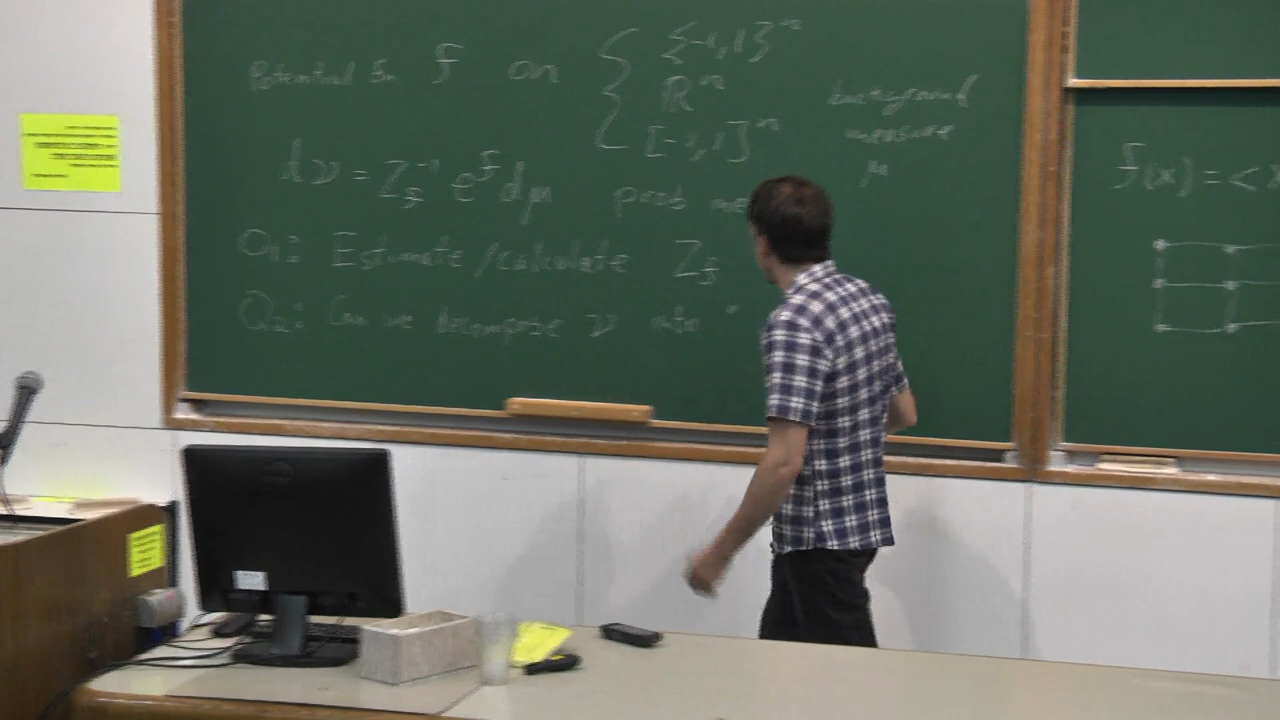 Potential fn f on { {-1,1}^n
ℝ^n
[-1,1]^n
background
measure
μ
dν = Z_f^{-1} e^f dμ prob me
Q1: Estimate/calculate Z_f
Q2: Can we decompose ν into "
f(x) = <x